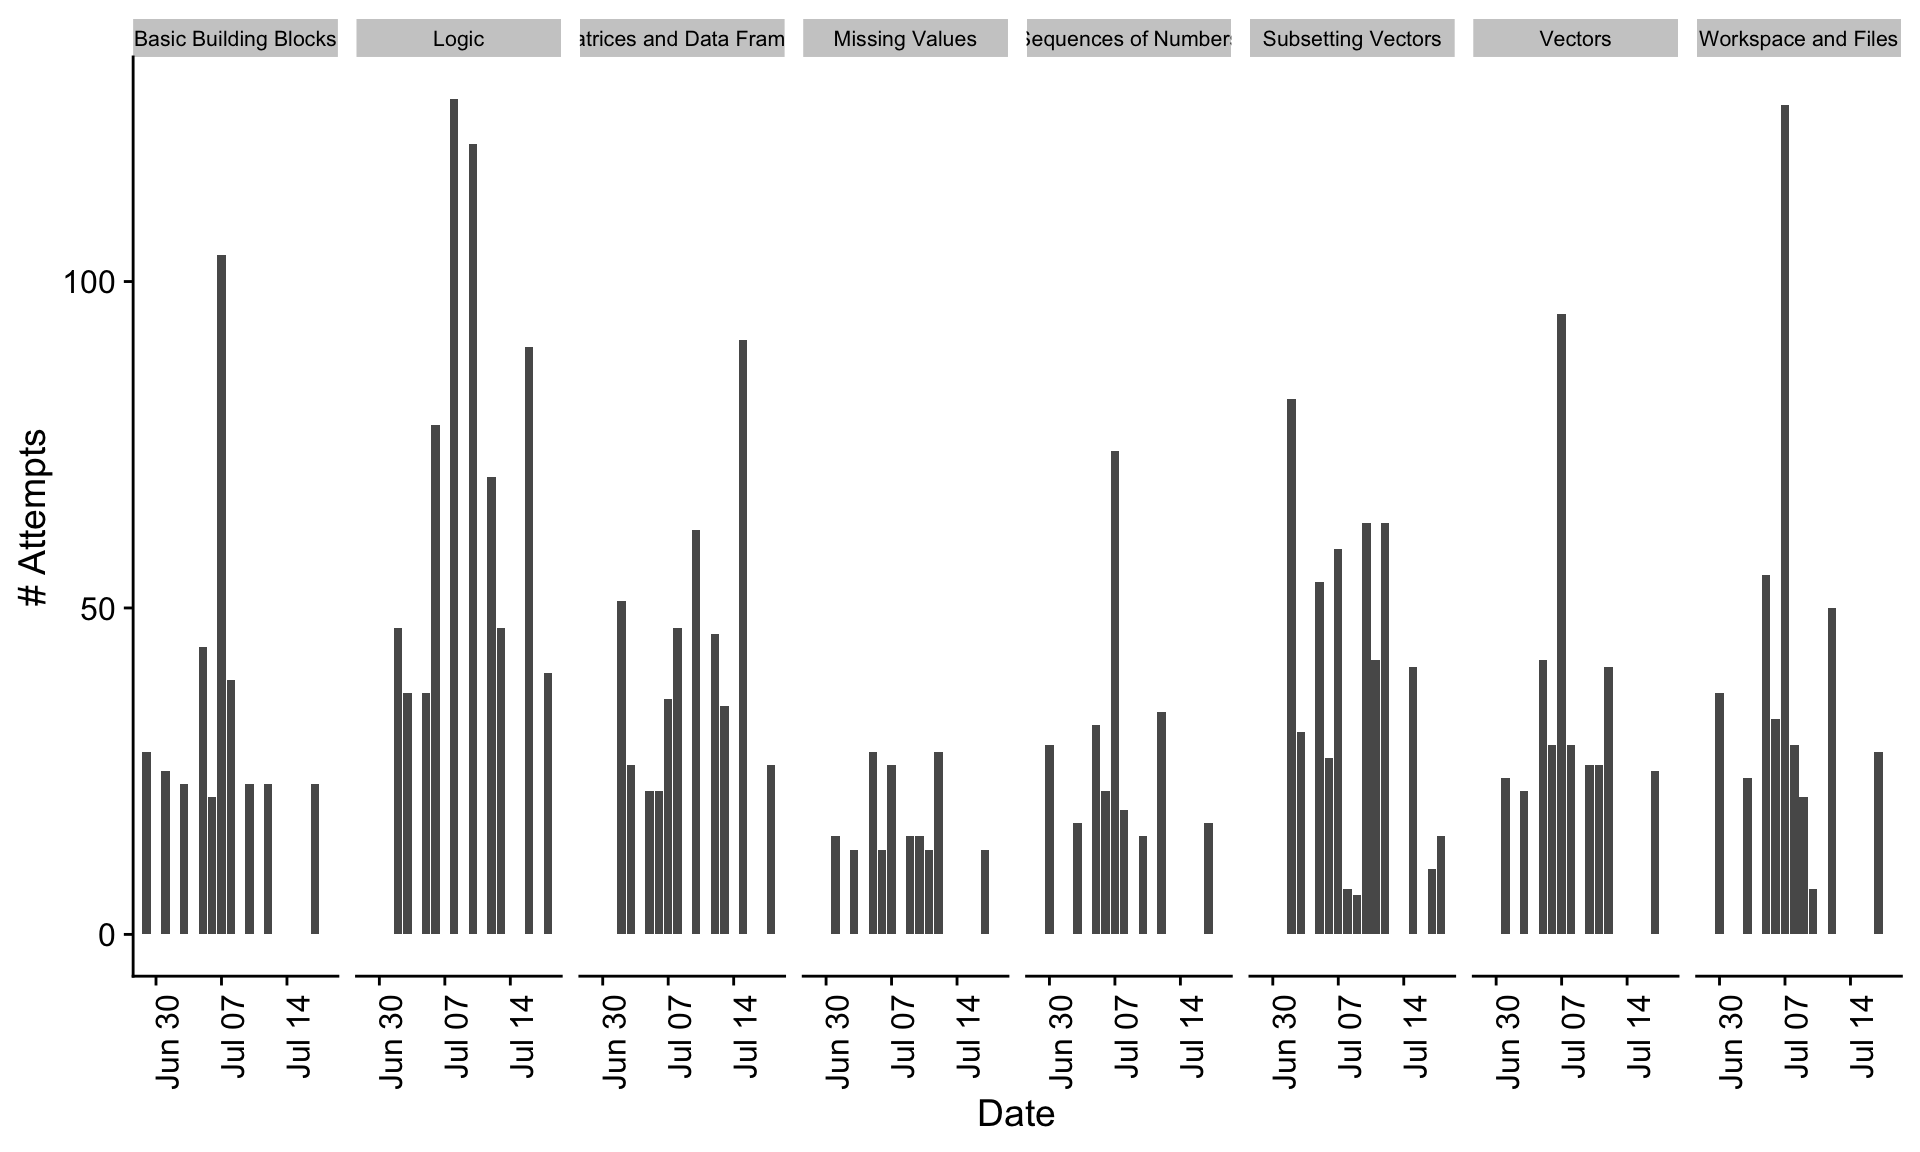 Basic Building Blocks
Logic
atrices and Data Fram
Missing Values
Sequences of Numbers
Subsetting Vectors
Vectors
Workspace and Files
# Attempts
100
50
0
Jun 30
Jul 07
Jul 14
Jun 30
Jul 07
Jul 14
Jun 30
Jul 07
Jul 14
Jun 30
Jul 07
Jul 14
Jun 30
Jul 07
Jul 14
Jun 30
Jul 07
Jul 14
Jun 30
Jul 07
Jul 14
Jun 30
Jul 07
Jul 14
Date